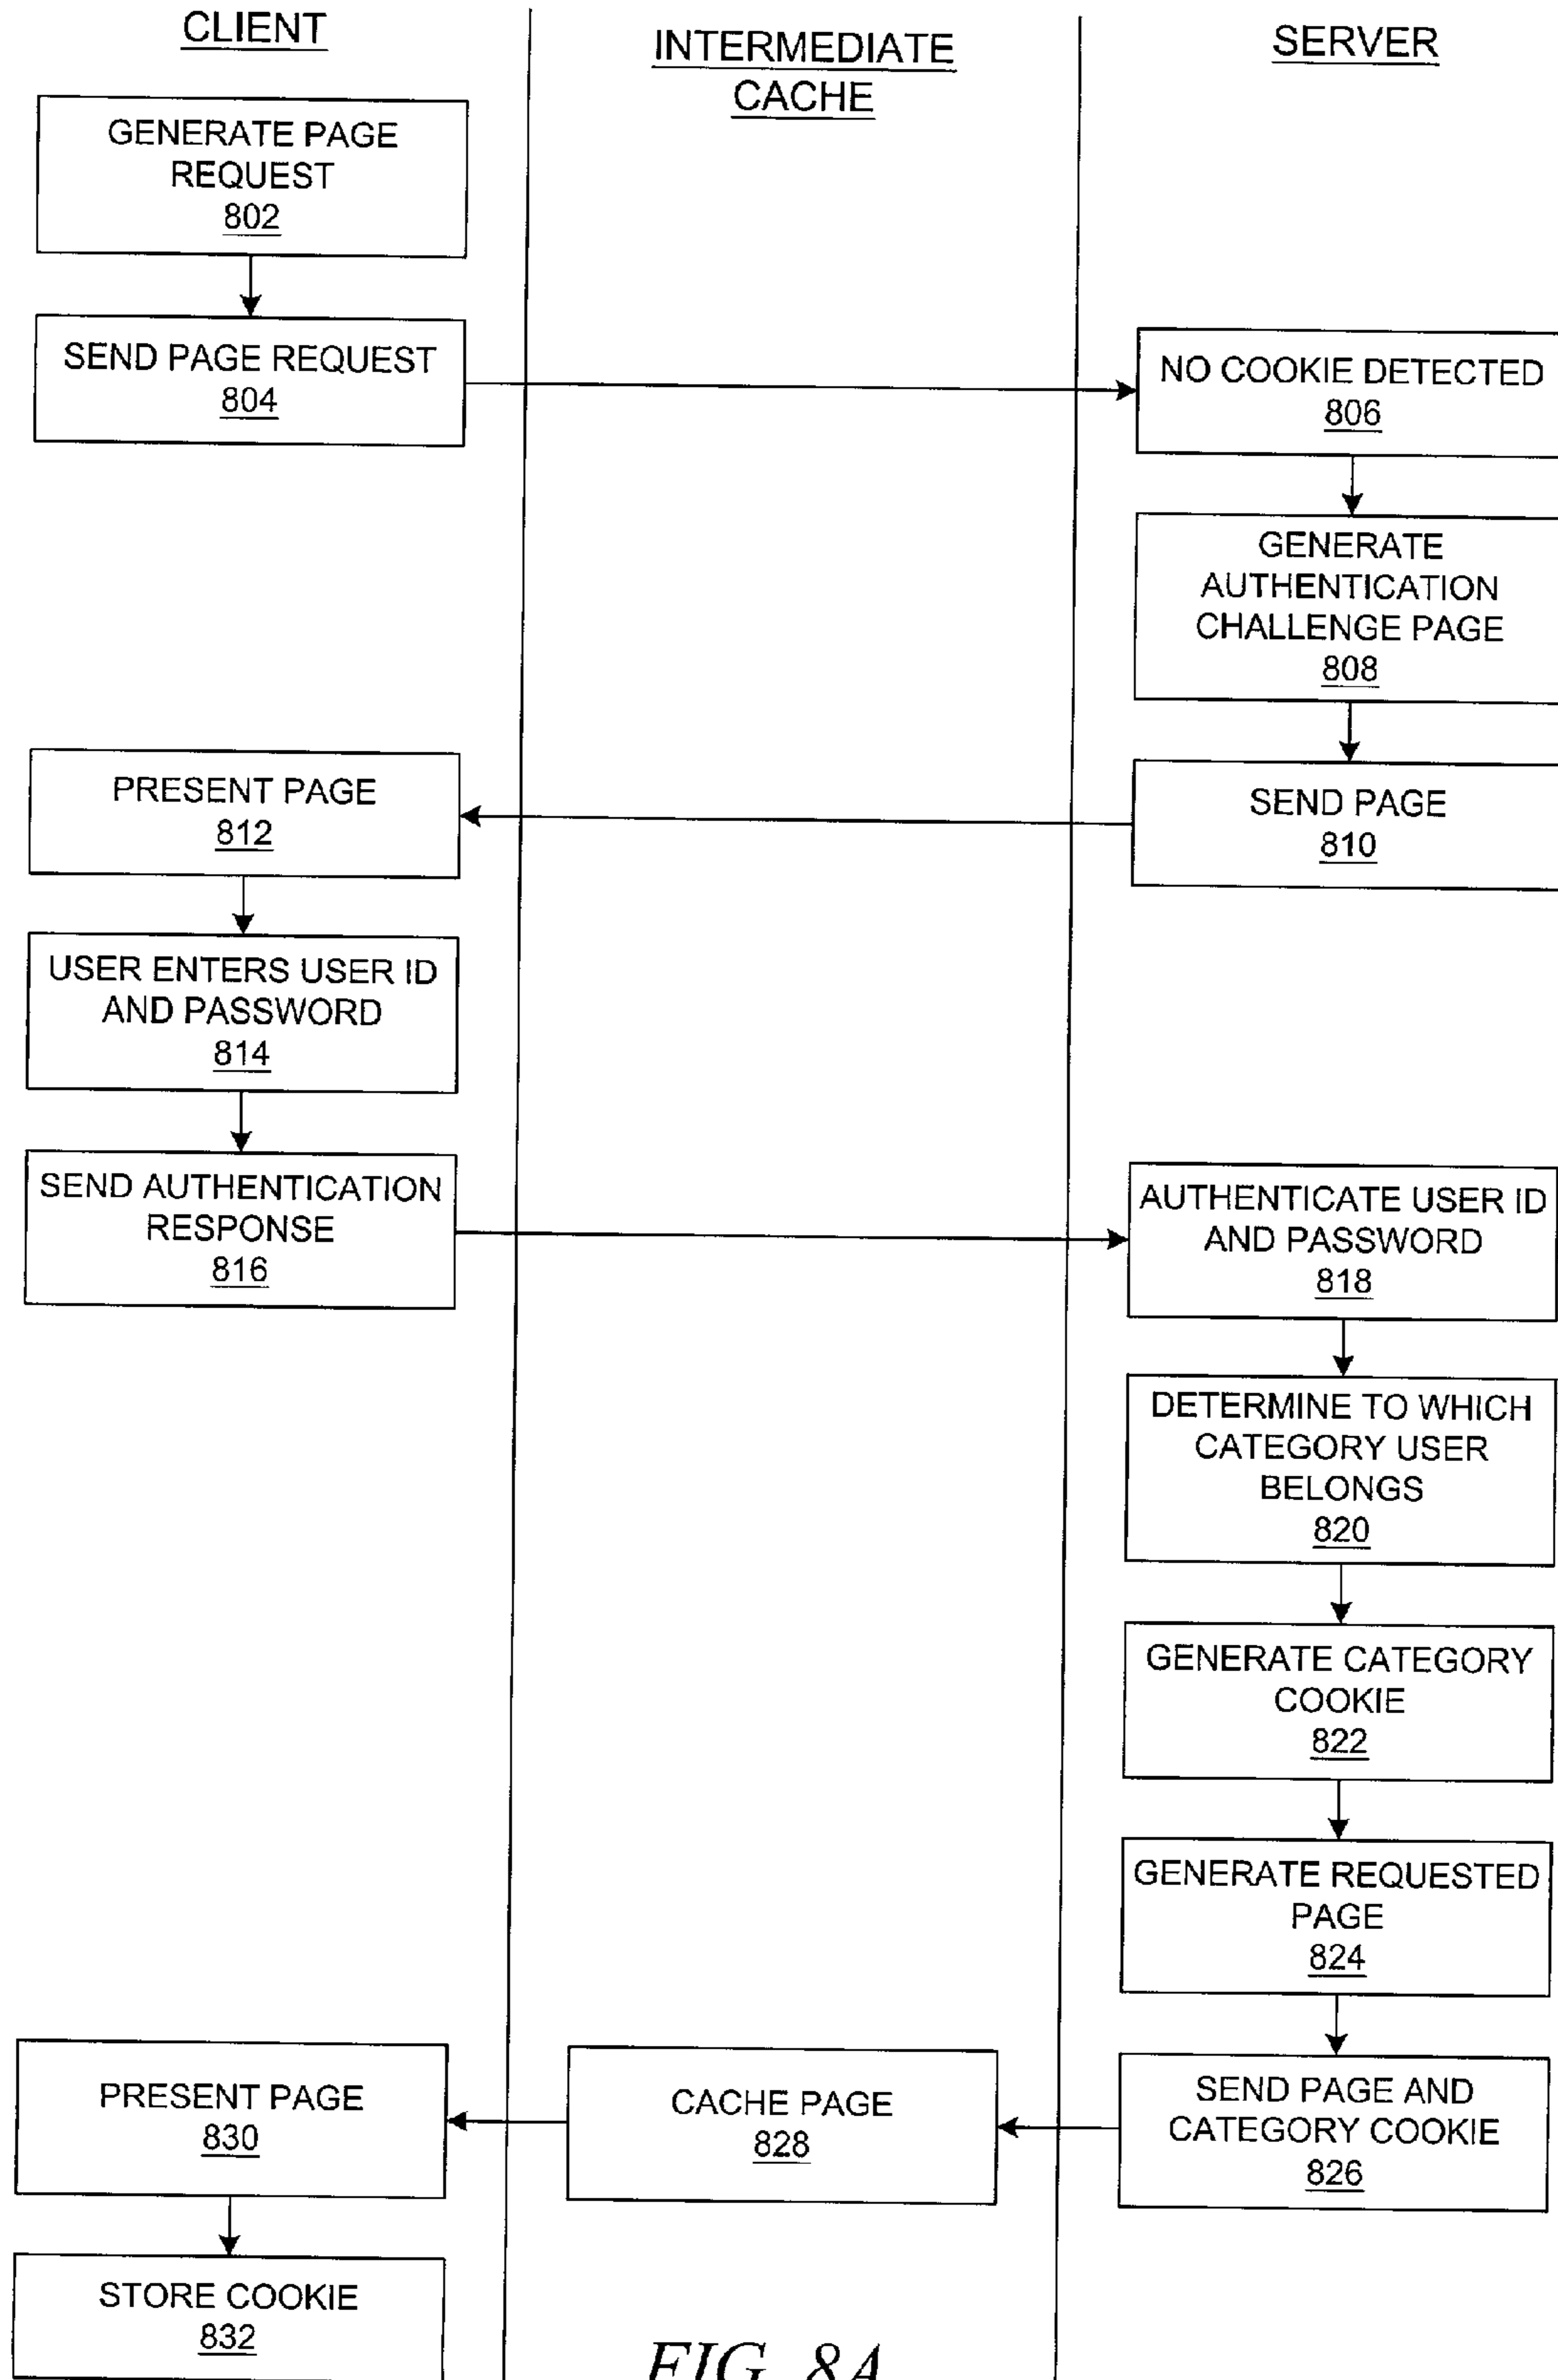 CLIENT
INTERMEDIATE
CACHE
SERVER
GENERATE PAGE
REQUEST
802
SEND PAGE REQUEST
804
NO COOKIE DETECTED
806
GENERATE
AUTHENTICATION
CHALLENGE PAGE
808
SEND PAGE
810
PRESENT PAGE
812
USER ENTERS USER ID
AND PASSWORD
814
SEND AUTHENTICATION
RESPONSE
816
AUTHENTICATE USER ID
AND PASSWORD
818
DETERMINE TO WHICH
CATEGORY USER
BELONGS
820
GENERATE CATEGORY
COOKIE
822
GENERATE REQUESTED
PAGE
824
SEND PAGE AND
CATEGORY COOKIE
826
CACHE PAGE
828
PRESENT PAGE
830
STORE COOKIE
832
FIG. 8A